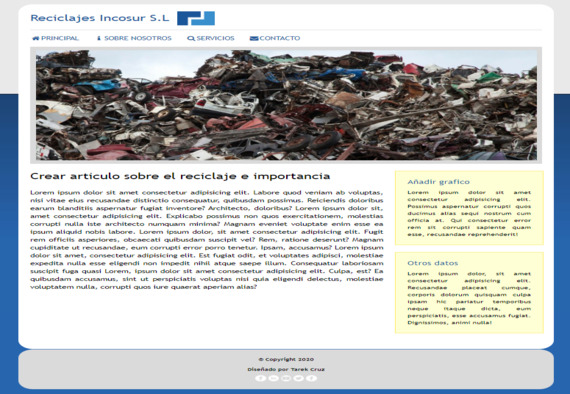 Reciclajes Incosur S.L
PRINCIPAL
SOBRE NOSOTROS
SERVICIOS
CONTACTO
Crear articulo sobre el reciclaje e importancia
Lorem ipsum dolor sit amet consectetur adipisicing elit. Labore quod veniam ab voluptas,
nisi vitae eius recusandae distinctio consequatur, quibusdam possimus. Reiciendis doloribus
earum blanditiis aspernatur fugiat inventore? Architecto, doloribus? Lorem ipsum dolor sit,
amet consectetur adipisicing elit. Explicabo possimus non quos exercitationem, molestias
corrupti nulla iste architecto numquam minima? Magnam eveniet voluptate enim esse ea
ipsum aliquid nobis labore. Lorem ipsum dolor sit amet consectetur adipisicing elit. Fugit
rem officiis asperiores, obcaecati quibusdam suscipit vel? Rem, ratione deserunt? Magnam
cupiditate ut recusandae, eum corrupti error porro tenetur. Ipsam, accusamus? Lorem ipsum
dolor sit amet, consectetur adipisicing elit. Est fugiat odit, et voluptates adipisci, molestiae
expedita nulla esse eligendi non impedit nihil atque saepe illum. Consequatur laboriosam
suscipit fuga quasi Lorem, ipsum dolor sit amet consectetur adipisicing elit. Culpa, est? Ea
quibusdam accusamus, sint ut perspiciatis voluptas nisi quia eligendi delectus, molestiae
voluptatem nulla, corrupti quos iure quaerat aperiam alias?
Añadir grafico
Lorem ipsum dolor sit amet
consectetur adipisicing elit.
Possimus aspernatur corrupti quos
ducimus alias sequi nostrum cum
officia at. Qui consectetur error
rem sit corrupti sapiente quam
esse, recusandae reprehenderit!
Otros datos
Lorem ipsum dolor, sit amet
consectetur adipisicing elit.
Recusandae placeat cumque,
corporis dolorum quisquam culpa
ipsam hic pariatur temporibus
neque itaque dicta, eum
perspiciatis, esse accusamus fugiat.
Dignissimos, animi nulla!
© Copyright 2020
Diseñado por Tarek Cruz